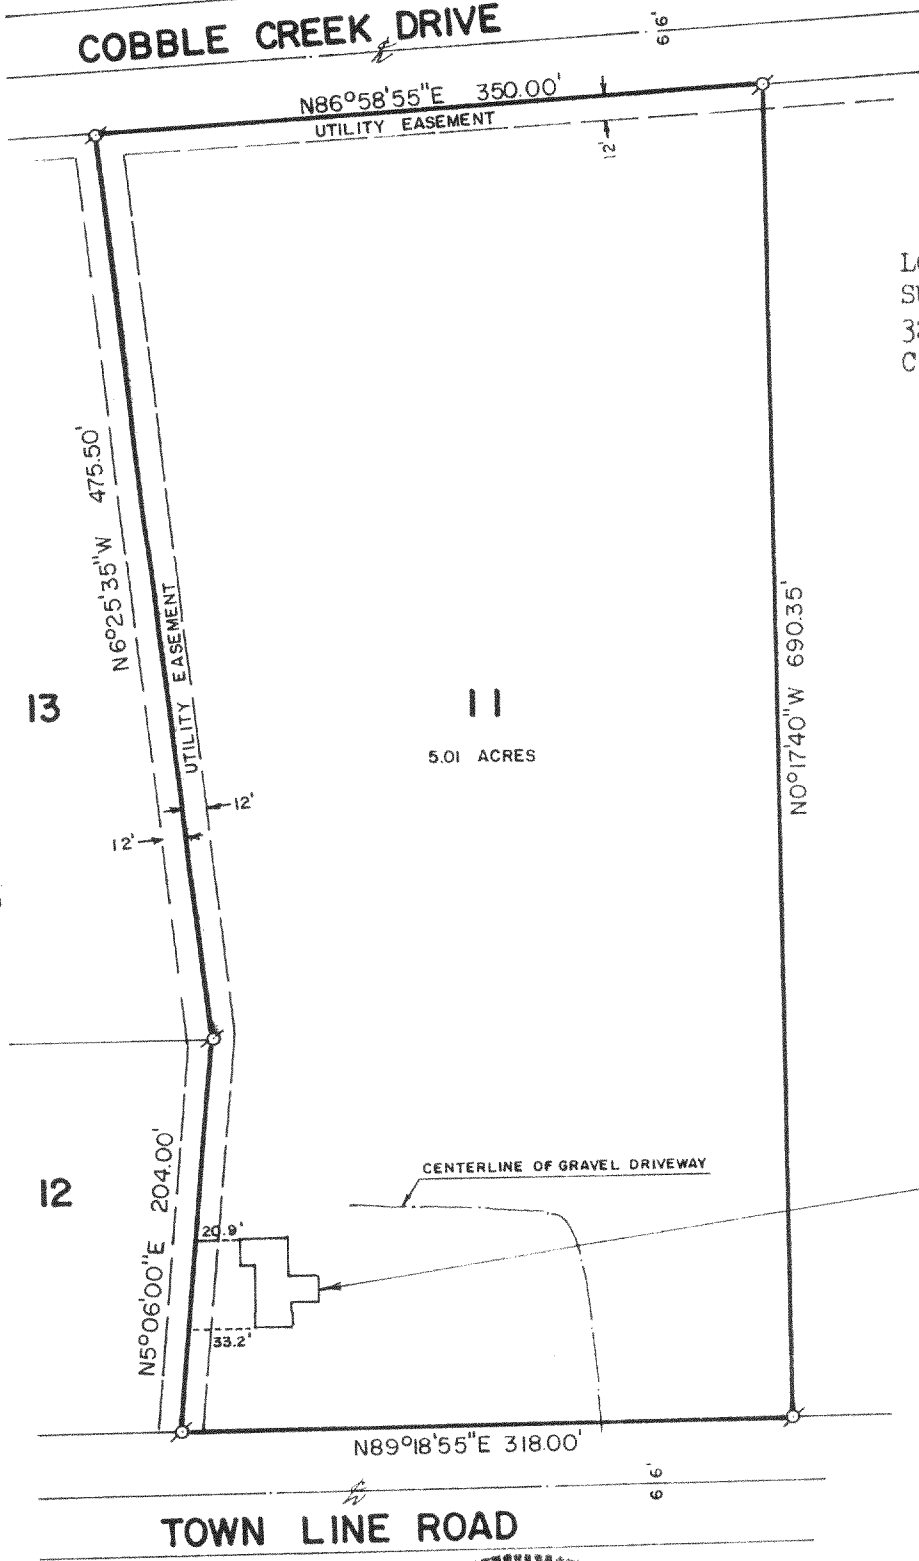 COBBLE CREEK DRIVE
66'
N86°58'55"E 350.00'
UTILITY EASEMENT
12'
N6°25'35"W 475.50'
UTILITY EASEMENT
13
11
5.01 ACRES
N0°17'40"W 690.35'
12'
12'
12
N5°06'00"E 204.00'
CENTERLINE OF GRAVEL DRIVEWAY
20.9'
33.2'
N89°18'55"E 318.00'
66'
TOWN LINE ROAD